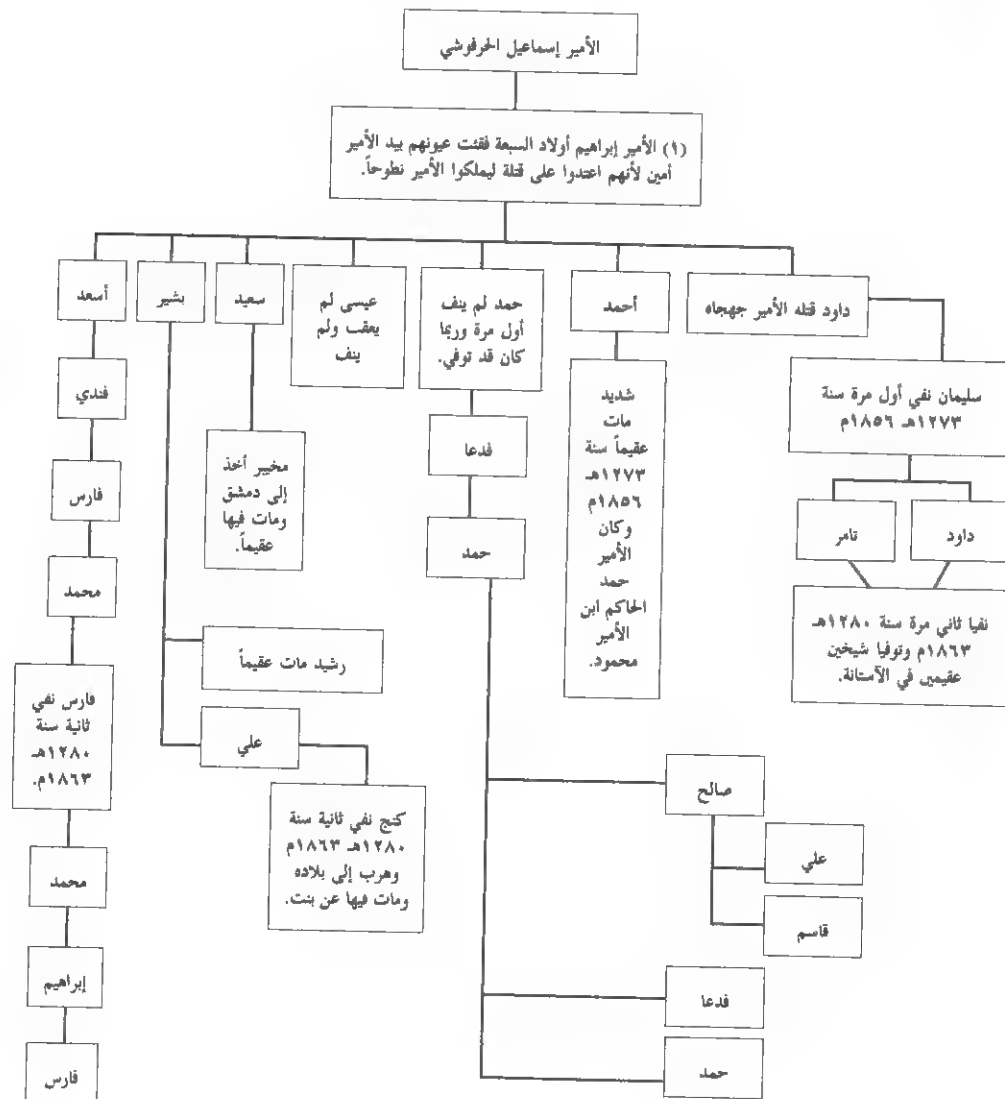 الأمير إسماعيل الحرفوشي
(١) الأمير إبراهيم أولاد السبعة فقئت عيونهم بيد الأمير
أمين لأنهم اعتدوا على قتلة ليملكوا الأمير نطوحاً.
داود قتله الأمير جهجاه
سليمان نفي أول مرة سنة
١٢٧٣هـ ١٨٥٦م
داود
تامر
نفيا ثاني مرة سنة ١٢٨٠هـ
١٨٦٣م وتوفيا شيخين
عقيمين في الآستانة.
أحمد
شديد
مات
عقيماً سنة
١٢٧٣هـ
١٨٥٦م
وكان
الأمير
حمد
الحاكم ابن
الأمير
محمود.
حمد لم ينف
أول مرة وربما
كان قد توفي.
فدعا
حمد
صالح
علي
قاسم
فدعا
حمد
عيسى لم
يعقب ولم
ينف
سعيد
مخيبر أخذ
إلى دمشق
ومات فيها
عقيماً.
بشير
رشيد مات عقيماً
علي
كنج نفي ثانية سنة
١٢٨٠هـ ١٨٦٣م
وهرب إلى بلاده
ومات فيها عن بنت.
أسعد
فندي
فارس
محمد
فارس نفي
ثانية سنة
١٢٨٠هـ
١٨٦٣م.
محمد
إبراهيم
فارس